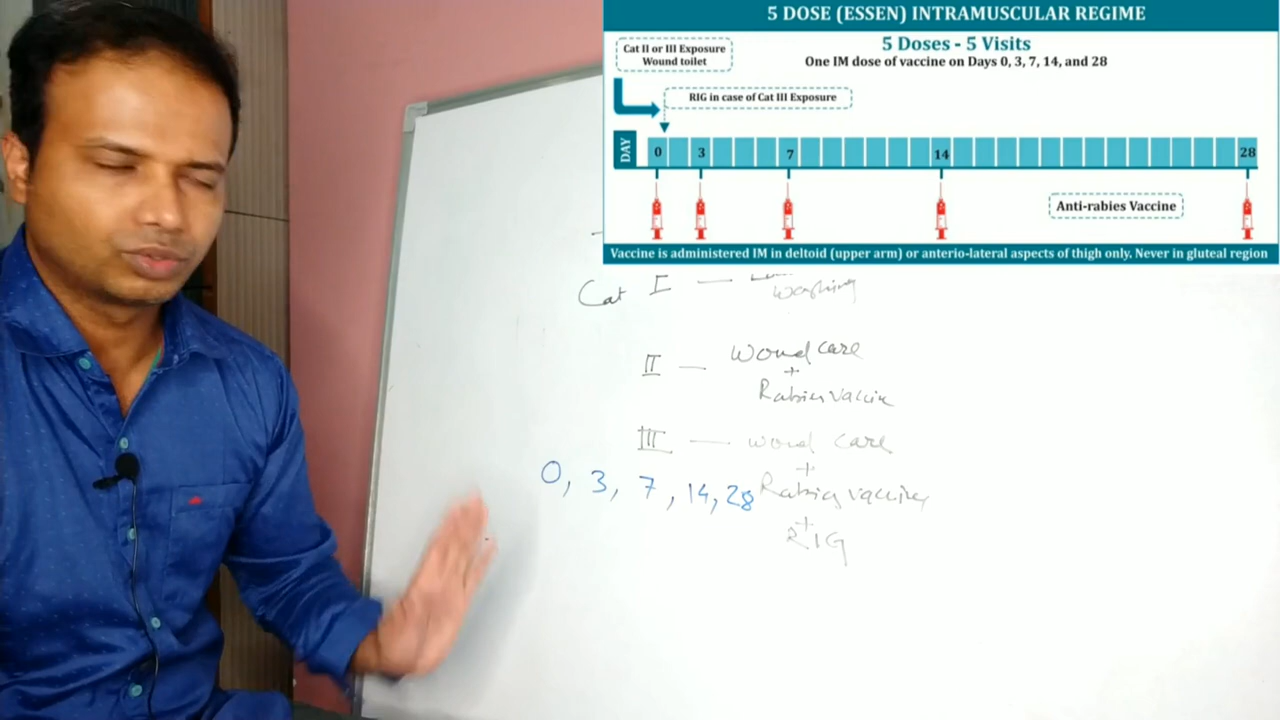 5 DOSE (ESSEN) INTRAMUSCULAR REGIME
5 Doses - 5 Visits
One IM dose of vaccine on Days 0, 3, 7, 14, and 28
Cat II or III Exposure
Wound toilet
RIG in case of Cat III Exposure
DAY 0 3 7 14 28
Anti-rabies Vaccine
Vaccine is administered IM in deltoid (upper arm) or anterio-lateral aspects of thigh only. Never in gluteal region
Cat I —
washing
II — Wound care
+
Rabies vaccine
III — wound care
+
0, 3, 7, 14, 28 Rabies vaccine
+
RIG